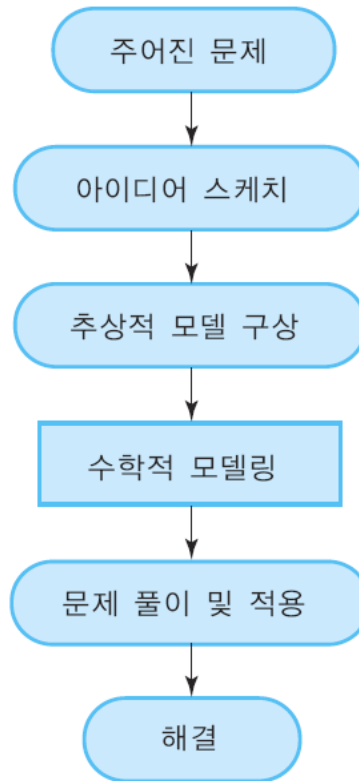 주어진 문제
아이디어 스케치
추상적 모델 구상
수학적 모델링
문제 풀이 및 적용
해결